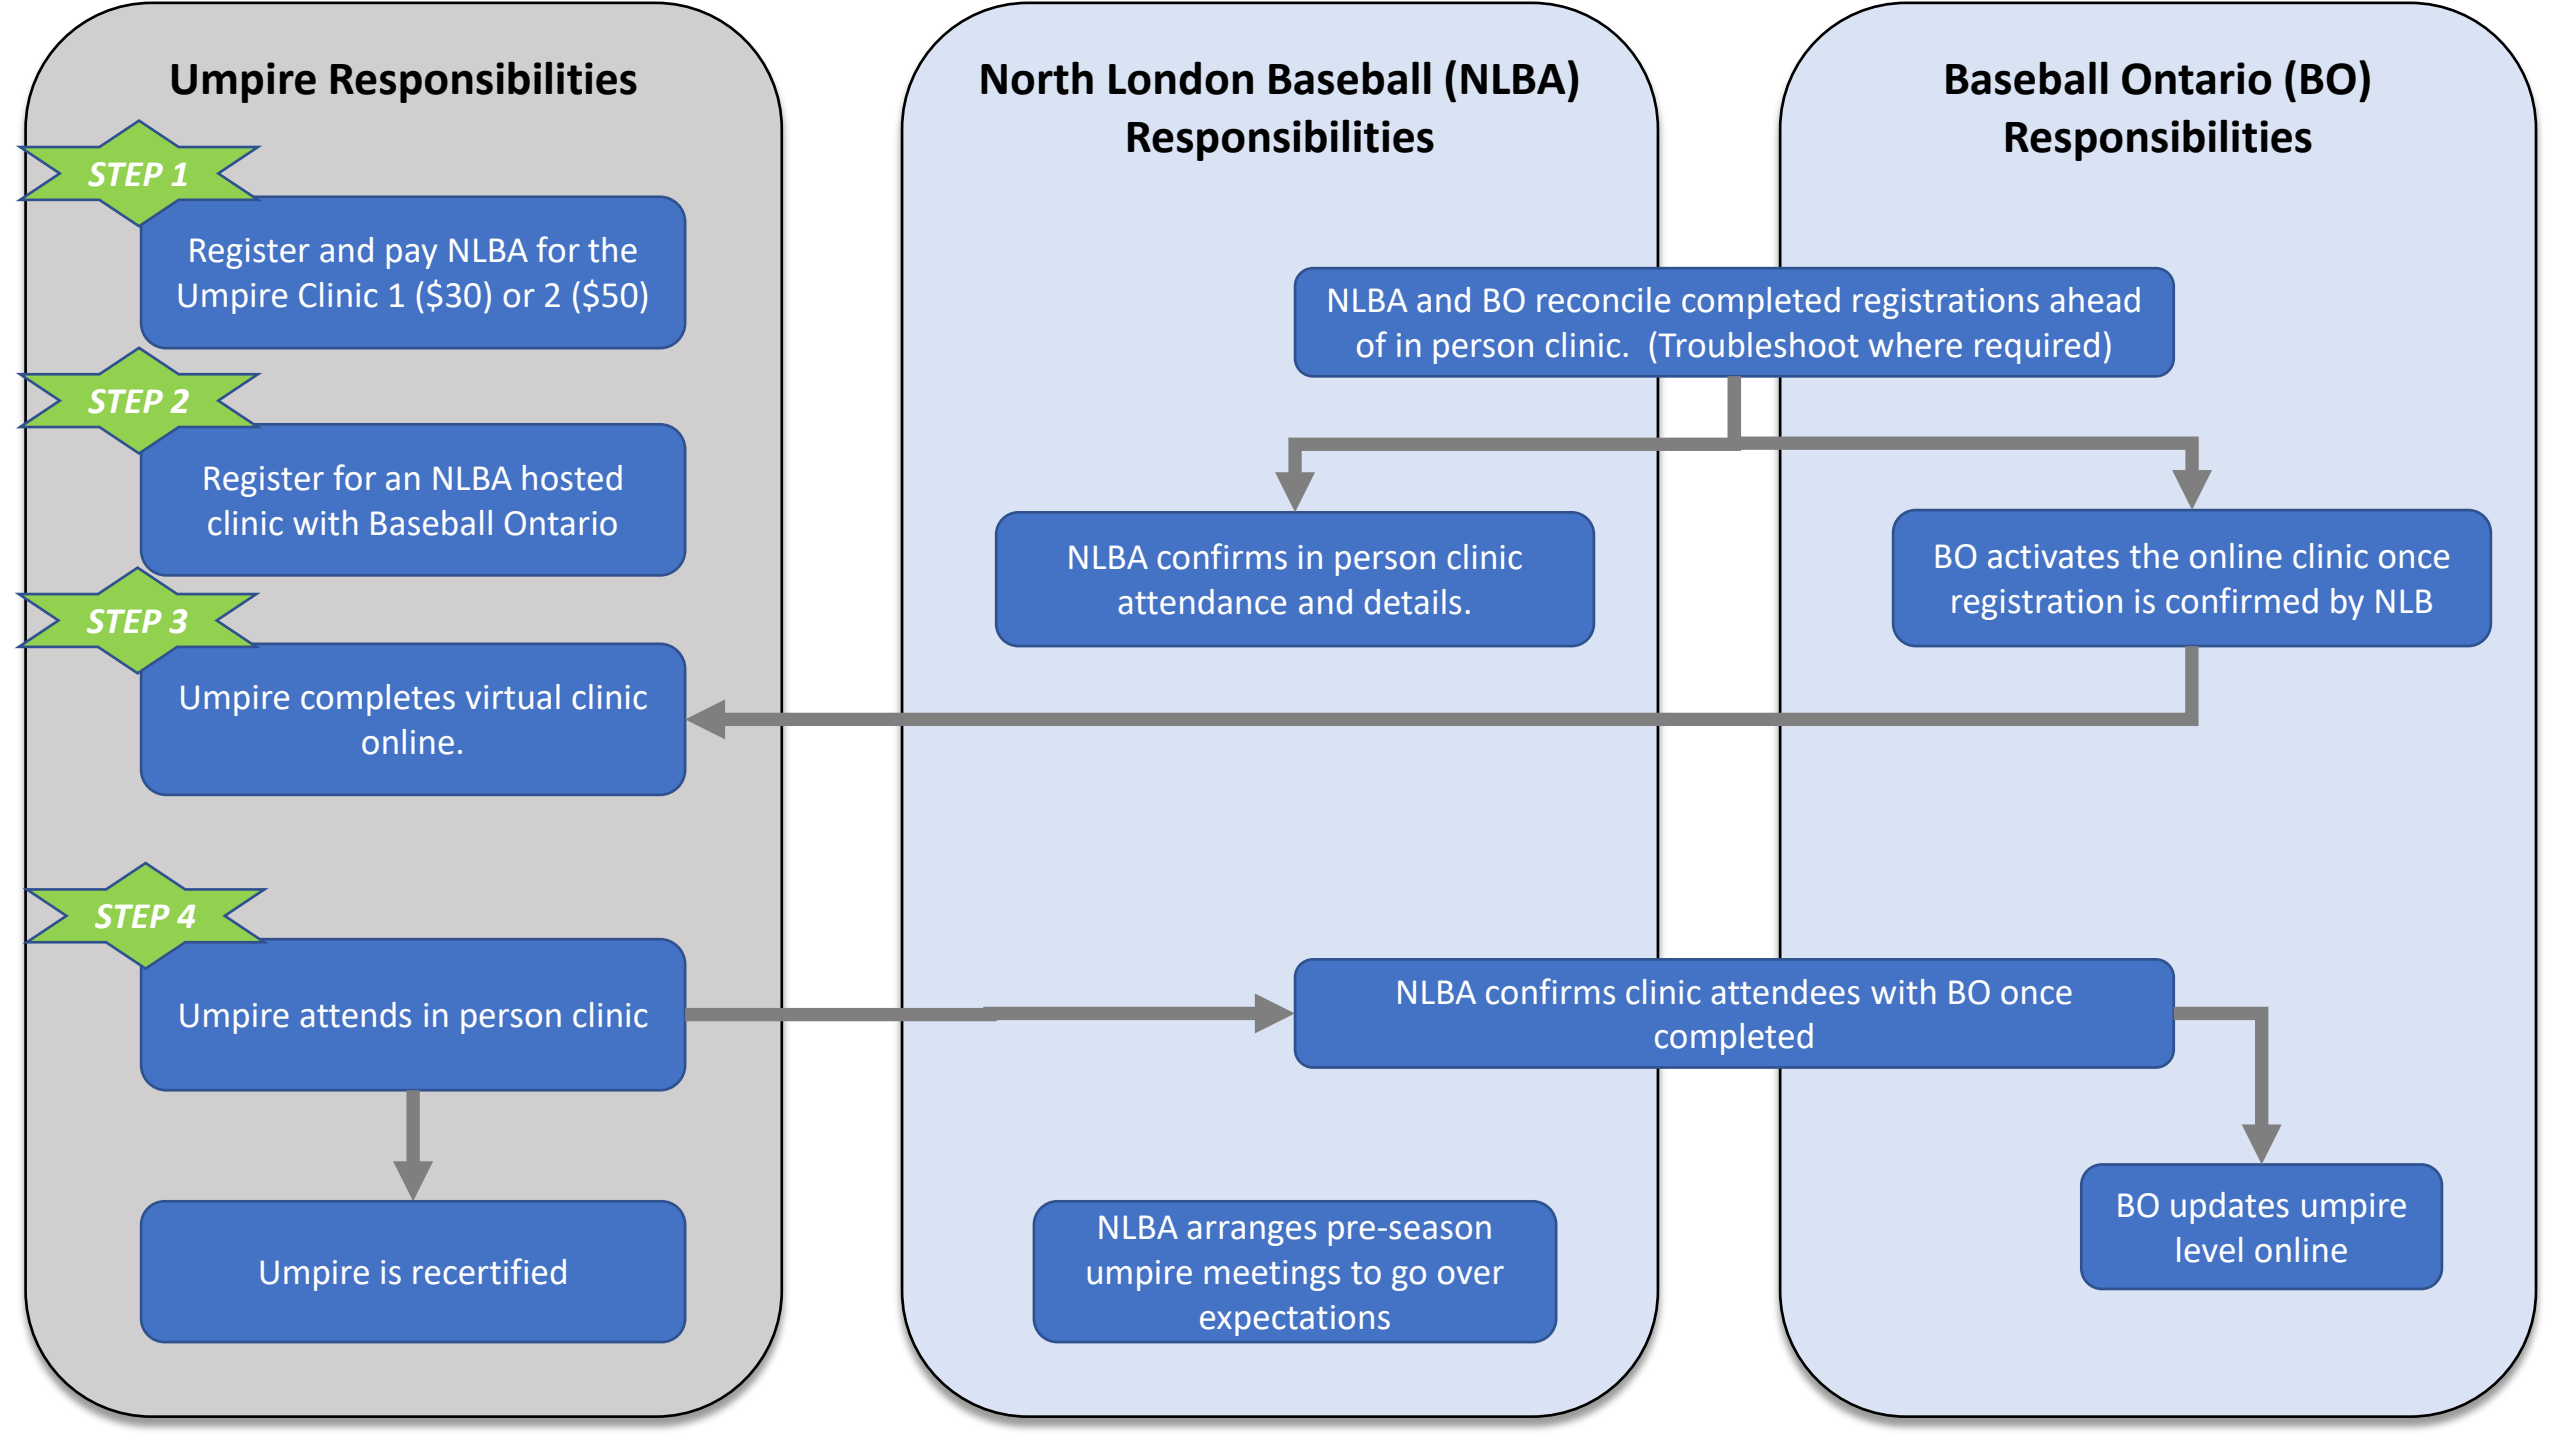 Umpire Responsibilities
STEP 1
Register and pay NLBA for the
Umpire Clinic 1 ($30) or 2 ($50)
STEP 2
Register for an NLBA hosted
clinic with Baseball Ontario
STEP 3
Umpire completes virtual clinic
online.
STEP 4
Umpire attends in person clinic
Umpire is recertified
North London Baseball (NLBA)
Responsibilities
Baseball Ontario (BO)
Responsibilities
NLBA and BO reconcile completed registrations ahead
of in person clinic.  (Troubleshoot where required)
NLBA confirms in person clinic
attendance and details.
BO activates the online clinic once
registration is confirmed by NLB
NLBA confirms clinic attendees with BO once
completed
NLBA arranges pre-season
umpire meetings to go over
expectations
BO updates umpire
level online